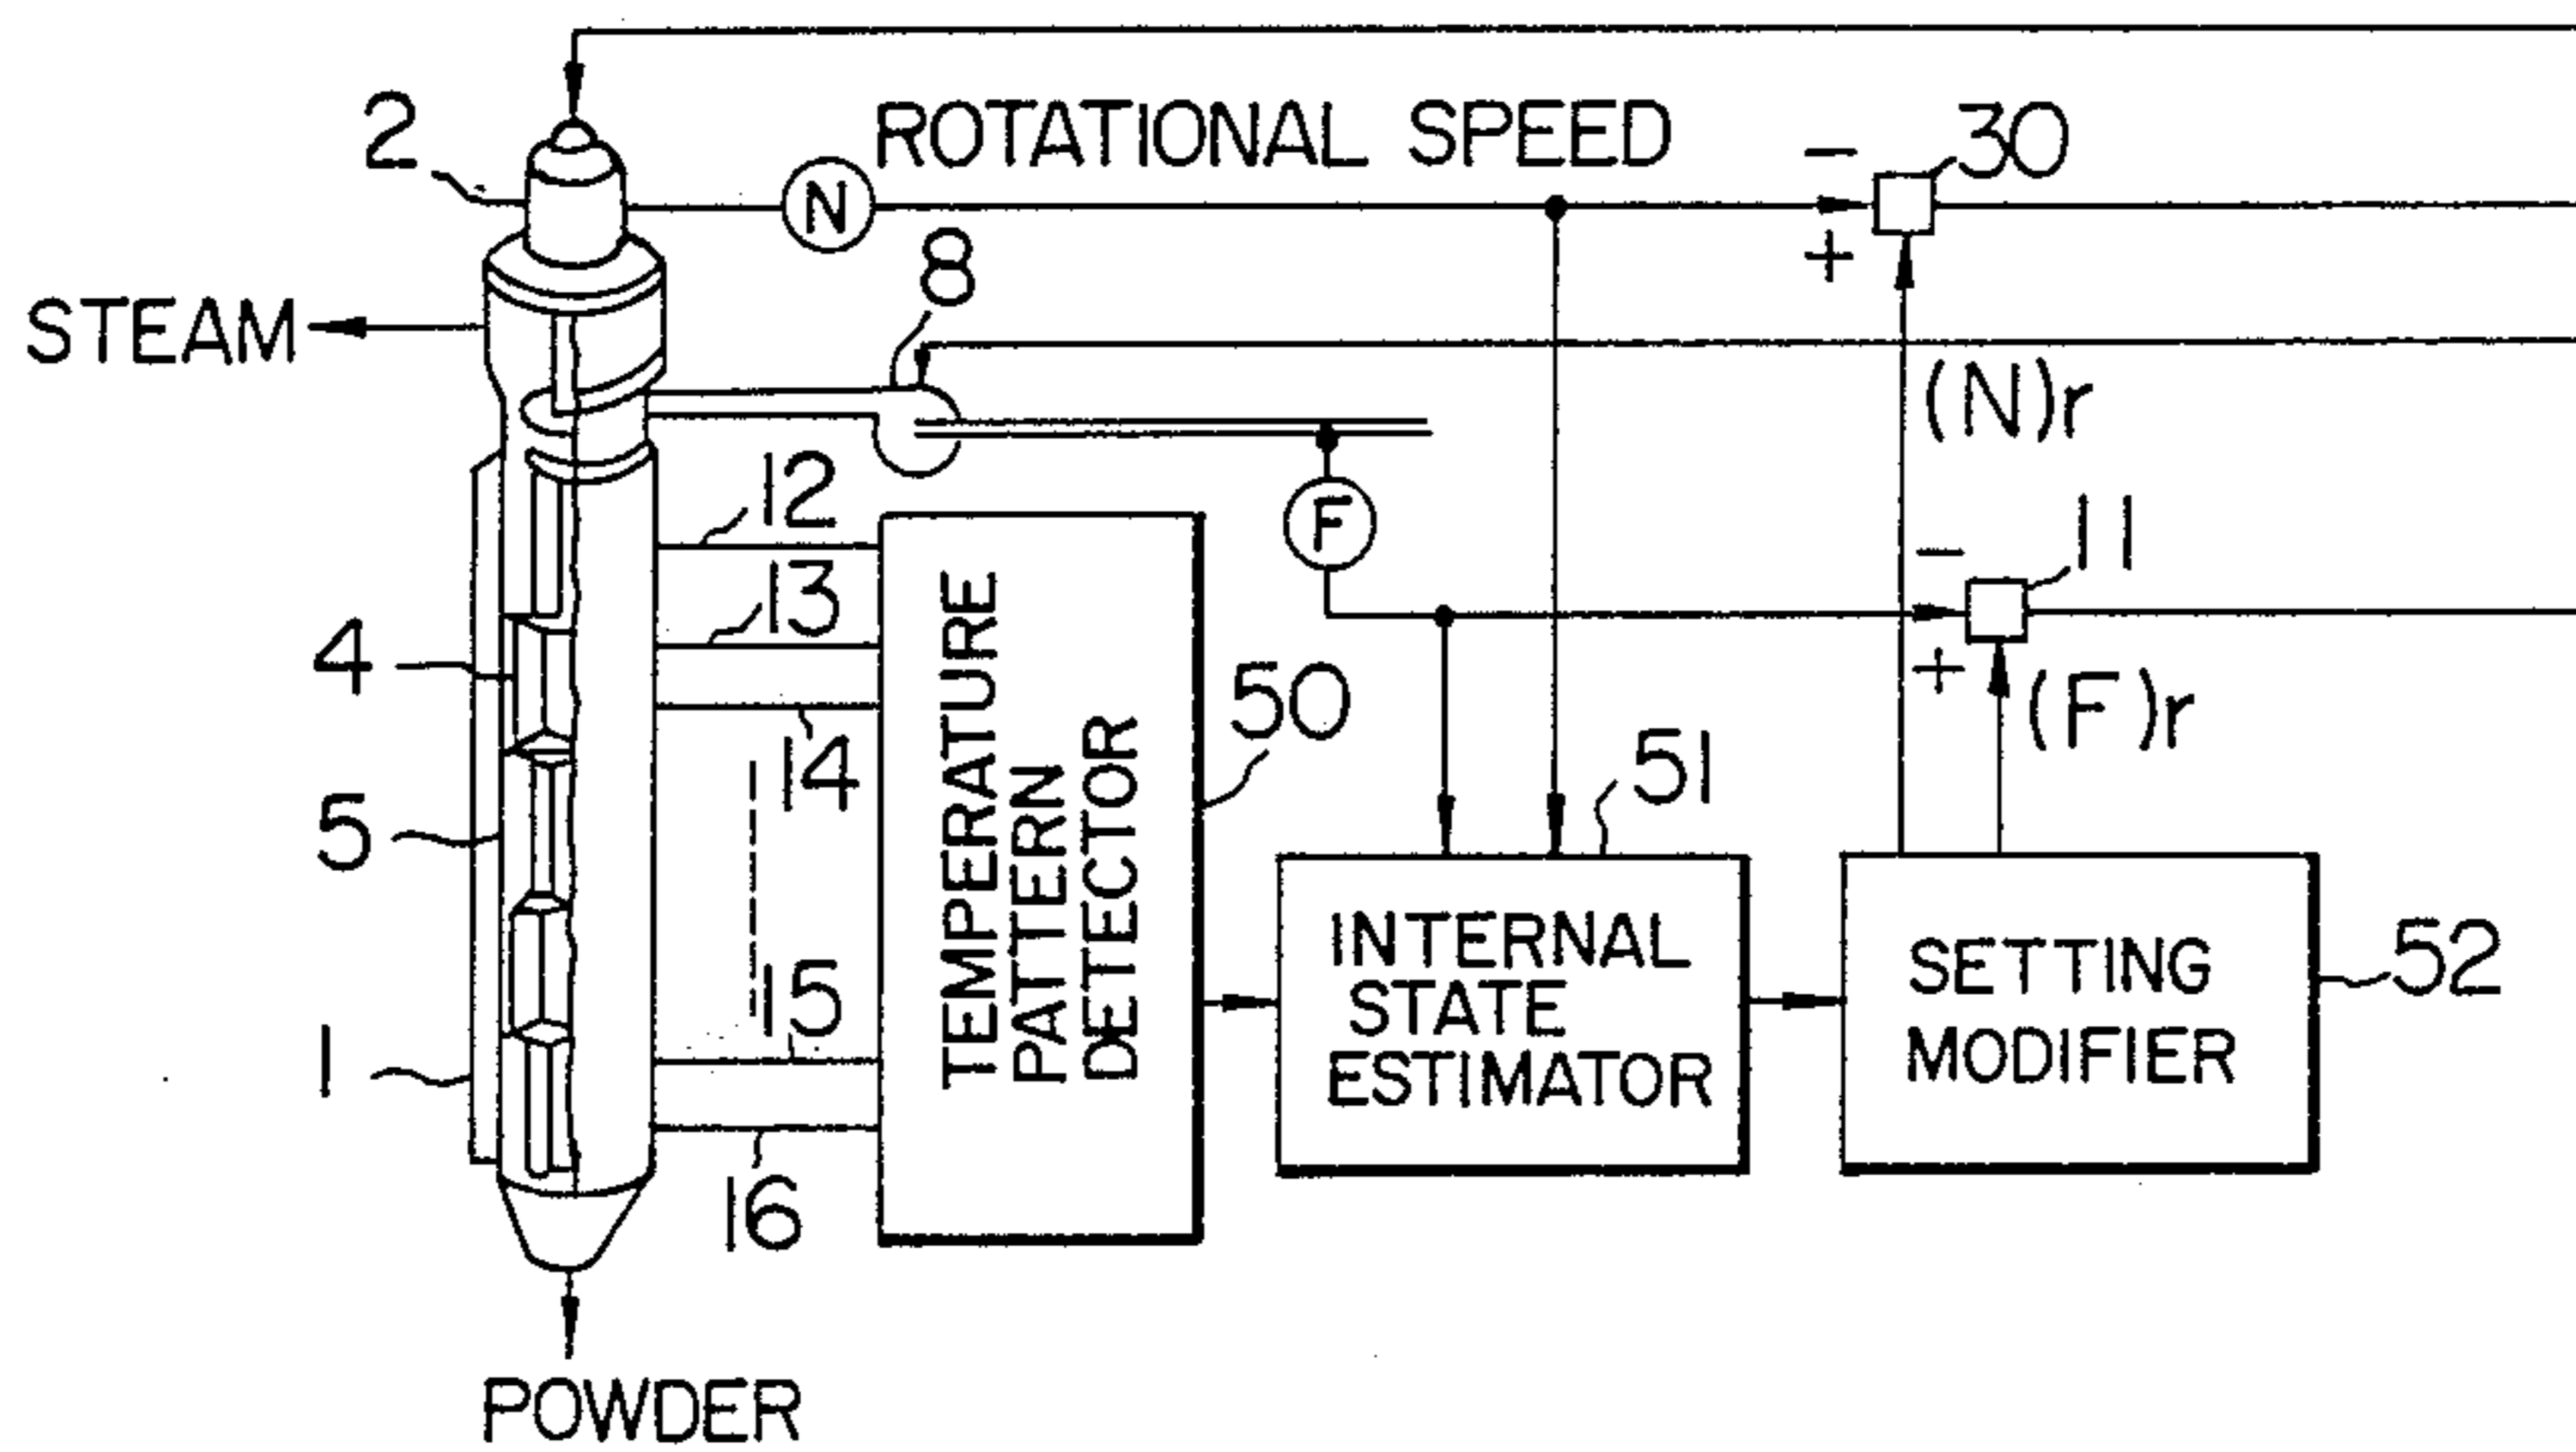 2
ROTATIONAL SPEED
N
- 30
+
8
STEAM
(N)r
12
F
11
-
13
4
+
(F)r
50
14
TEMPERATURE
PATTERN
DETECTOR
51
5
INTERNAL
STATE
ESTIMATOR
SETTING
MODIFIER
52
15
1
16
POWDER